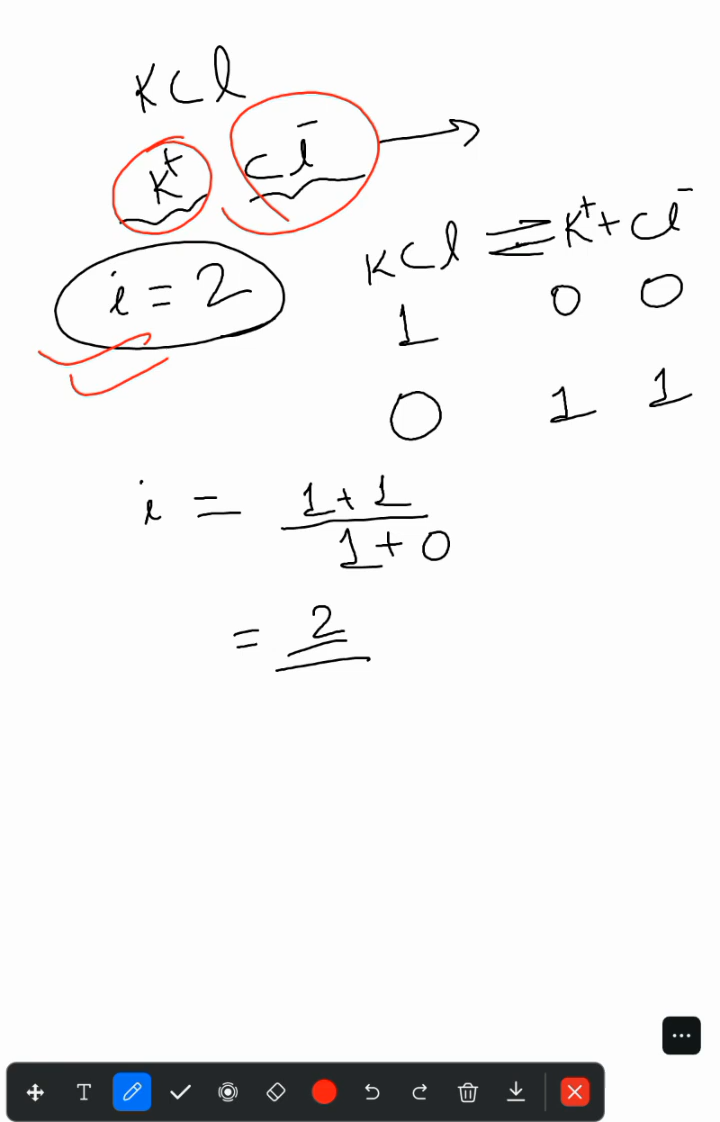 KCl
K⁺ Cl⁻ →
i = 2
KCl ⇌ K⁺ + Cl⁻
1 0 0
0 1 1
i = (1 + 1)/(1 + 0)
= 2
T